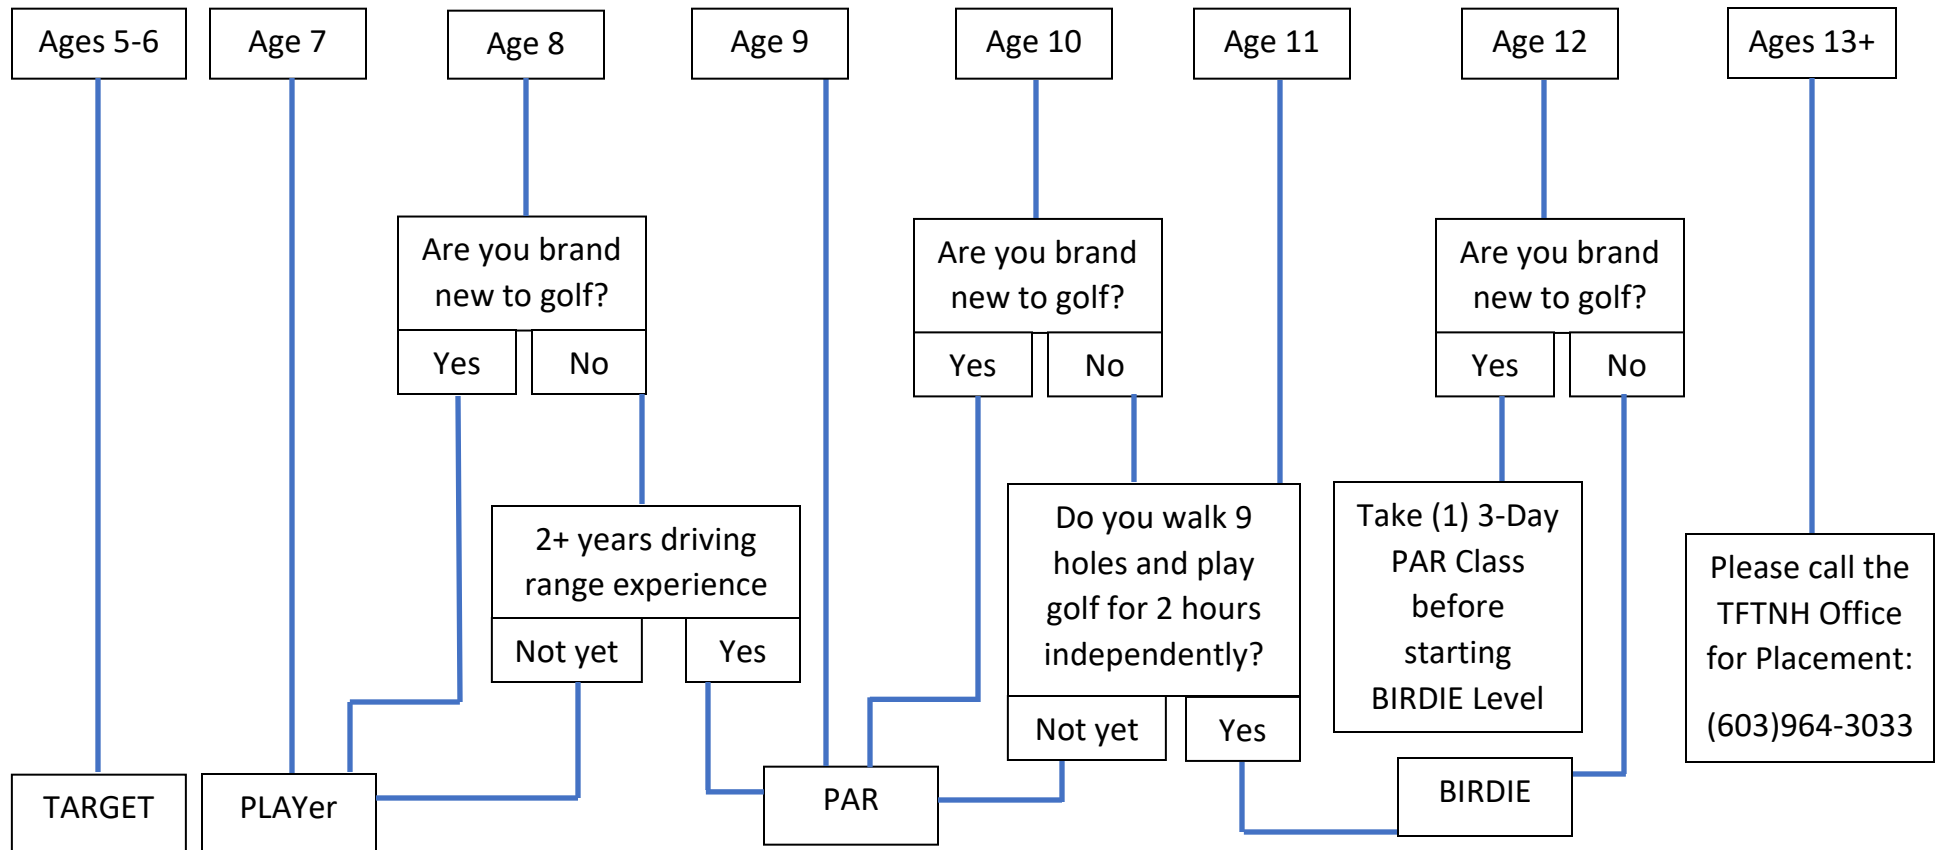 Ages 5-6
Age 7
Age 8
Age 9
Age 10
Age 11
Age 12
Ages 13+
Are you brand
new to golf?
Yes
No
Are you brand
new to golf?
Yes
No
Are you brand
new to golf?
Yes
No
2+ years driving
range experience
Not yet
Yes
Do you walk 9
holes and play
golf for 2 hours
independently?
Not yet
Yes
Take (1) 3-Day
PAR Class
before
starting
BIRDIE Level
Please call the
TFTNH Office
for Placement:
(603)964-3033
TARGET
PLAYer
PAR
BIRDIE